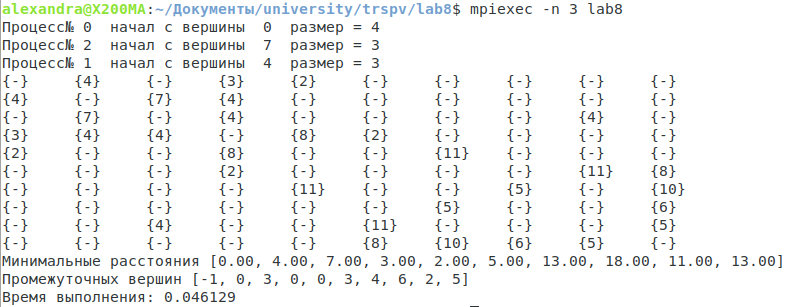 alexandra@X200MA:~/Документы/university/trspv/lab8$ mpiexec -n 3 lab8
Процесс№ 0 начал с вершины 0 размер = 4
Процесс№ 2 начал с вершины 7 размер = 3
Процесс№ 1 начал с вершины 4 размер = 3
{-} {4} {-} {3} {2} {-} {-} {-} {-} {-}
{4} {-} {7} {4} {-} {-} {-} {-} {-} {-}
{-} {7} {-} {4} {-} {-} {-} {-} {4} {-}
{3} {4} {4} {-} {8} {2} {-} {-} {-} {-}
{2} {-} {-} {8} {-} {-} {11} {-} {-} {-}
{-} {-} {-} {2} {-} {-} {-} {-} {11} {8}
{-} {-} {-} {-} {11} {-} {-} {5} {-} {10}
{-} {-} {-} {-} {-} {-} {5} {-} {-} {6}
{-} {-} {4} {-} {-} {11} {-} {-} {-} {5}
{-} {-} {-} {-} {-} {8} {10} {6} {5} {-}
Минимальные расстояния [0.00, 4.00, 7.00, 3.00, 2.00, 5.00, 13.00, 18.00, 11.00, 13.00]
Промежуточных вершин [-1, 0, 3, 0, 0, 3, 4, 6, 2, 5]
Время выполнения: 0.046129